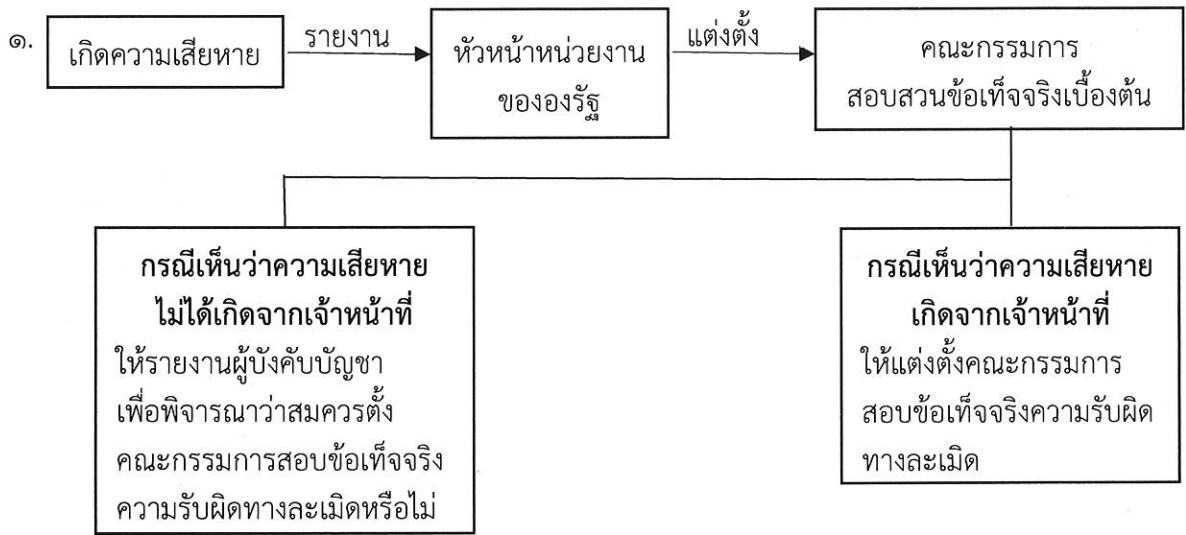 ๑.
เกิดความเสียหาย
รายงาน
หัวหน้าหน่วยงาน
ขององรัฐ
แต่งตั้ง
คณะกรรมการ
สอบสวนข้อเท็จจริงเบื้องต้น
กรณีเห็นว่าความเสียหาย
ไม่ได้เกิดจากเจ้าหน้าที่
ให้รายงานผู้บังคับบัญชา
เพื่อพิจารณาว่าสมควรตั้ง
คณะกรรมการสอบข้อเท็จจริง
ความรับผิดทางละเมิดหรือไม่
กรณีเห็นว่าความเสียหาย
เกิดจากเจ้าหน้าที่
ให้แต่งตั้งคณะกรรมการ
สอบข้อเท็จจริงความรับผิด
ทางละเมิด